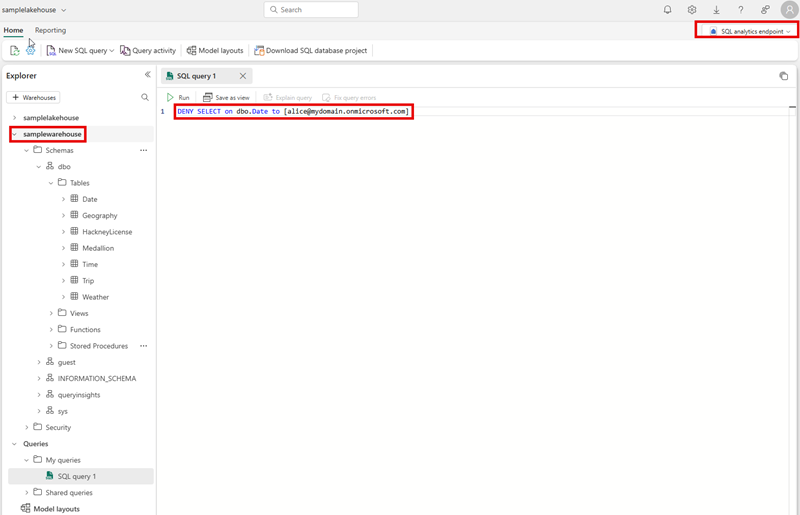 samplelakehouse
Search
Home Reporting
SQL analytics endpoint
New SQL query Query activity Model layouts Download SQL database project
Explorer
SQL query 1
Warehouses
Run Save as view Explain query Fix query errors
1 DENY SELECT on dbo.Date to [alice@mydomain.onmicrosoft.com]
samplelakehouse
samplewarehouse
Schemas
dbo
Tables
Date
Geography
HackneyLicense
Medallion
Time
Trip
Weather
Views
Functions
Stored Procedures
guest
INFORMATION_SCHEMA
queryinsights
sys
Security
Queries
My queries
SQL query 1
Shared queries
Model layouts